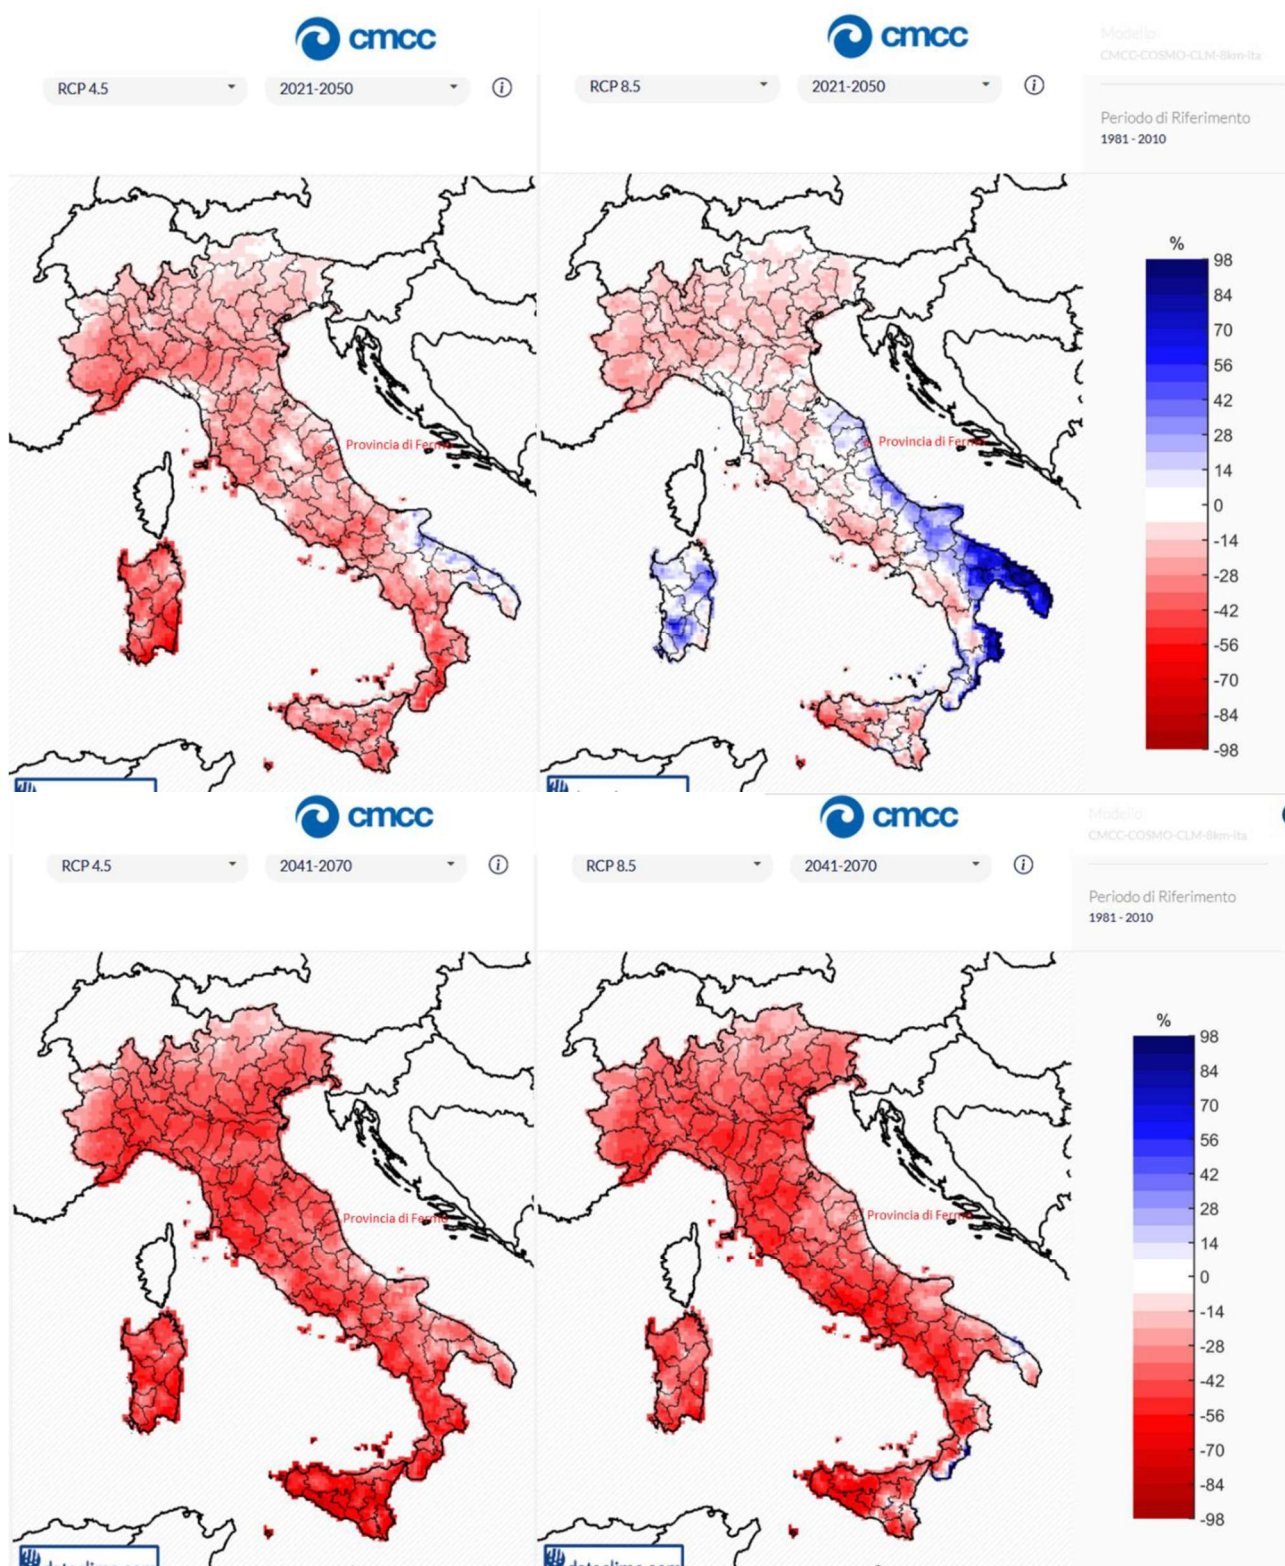 cmcc
cmcc
Modello
CMCC-COSMO-CLM-8km-Ita
RCP 4.5
2021-2050
RCP 8.5
2021-2050
Periodo di Riferimento
1981 - 2010
%
98
84
70
56
42
28
14
0
-14
-28
-42
-56
-70
-84
-98
Provincia di Fermo
Provincia di Fermo
cmcc
cmcc
Modello
CMCC-COSMO-CLM-8km-Ita
RCP 4.5
2041-2070
RCP 8.5
2041-2070
Periodo di Riferimento
1981 - 2010
%
98
84
70
56
42
28
14
0
-14
-28
-42
-56
-70
-84
-98
Provincia di Fermo
Provincia di Fermo